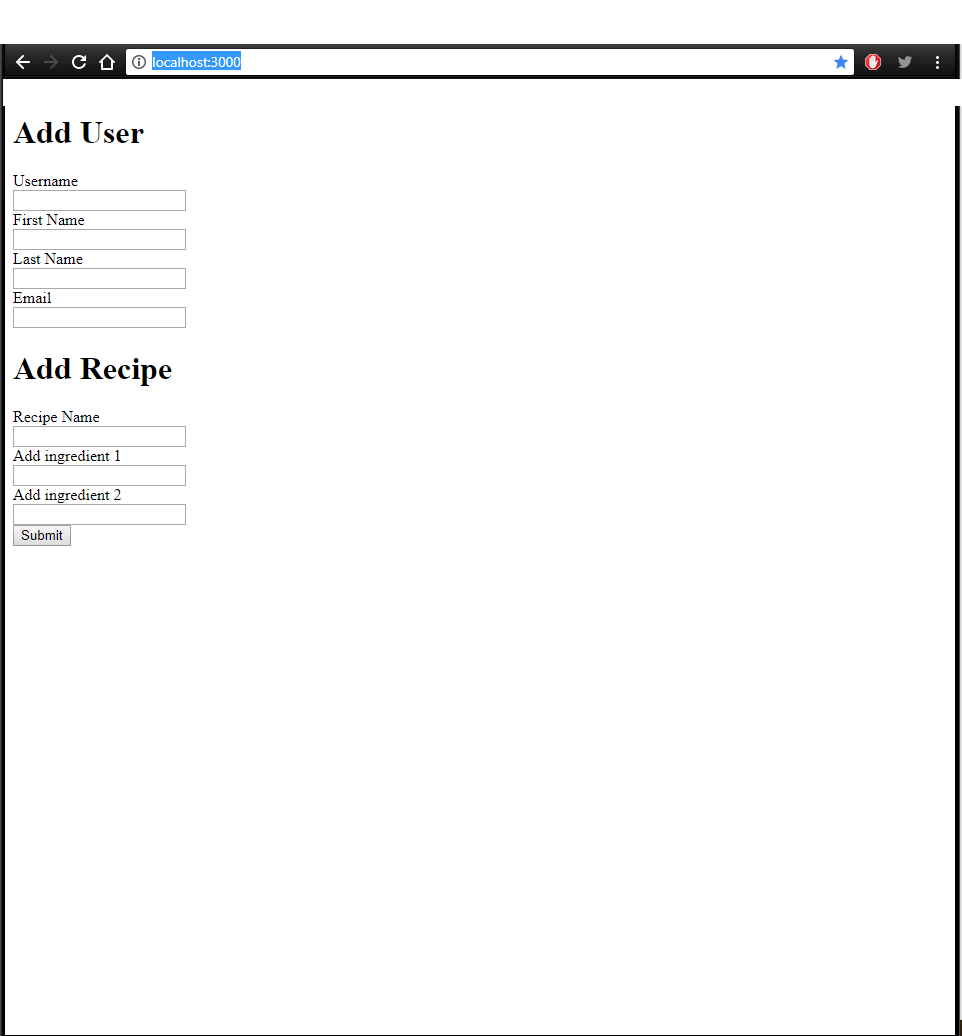 localhost:3000
Add User
Username
First Name
Last Name
Email
Add Recipe
Recipe Name
Add ingredient 1
Add ingredient 2
Submit